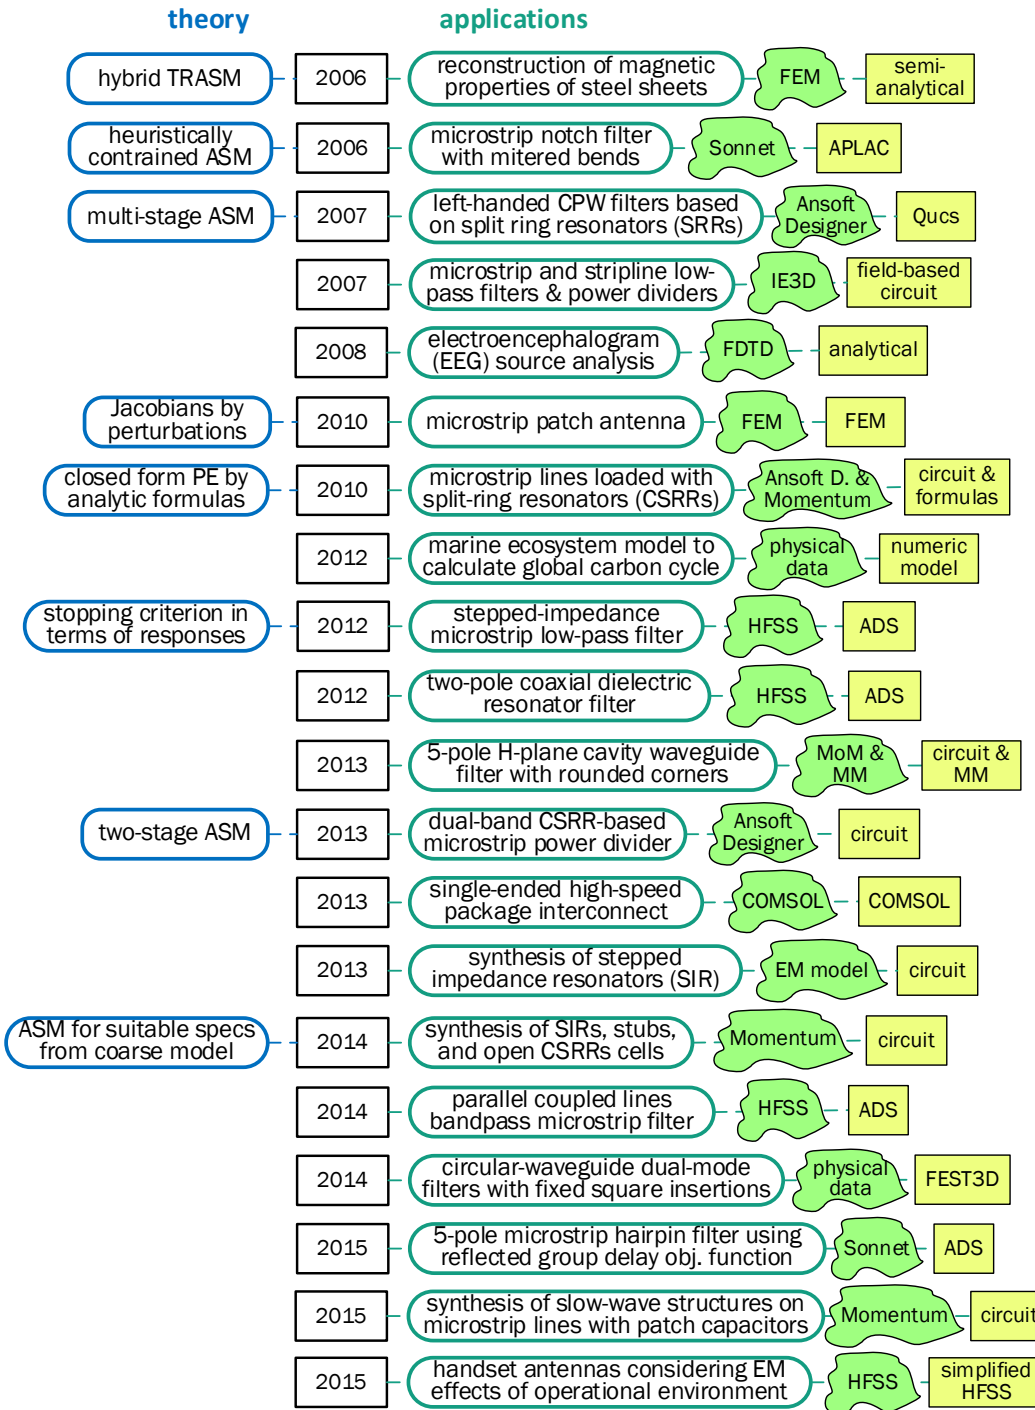 theory
applications
hybrid TRASM
2006
reconstruction of magnetic
properties of steel sheets
FEM
semi-
analytical
heuristically
contrained ASM
2006
microstrip notch filter
with mitered bends
Sonnet
APLAC
multi-stage ASM
2007
left-handed CPW filters based
on split ring resonators (SRRs)
Ansoft
Designer
Qucs
2007
microstrip and stripline low-
pass filters & power dividers
IE3D
field-based
circuit
2008
electroencephalogram
(EEG) source analysis
FDTD
analytical
Jacobians by
perturbations
2010
microstrip patch antenna
FEM
FEM
closed form PE by
analytic formulas
2010
microstrip lines loaded with
split-ring resonators (CSRRs)
Ansoft D. &
Momentum
circuit &
formulas
2012
marine ecosystem model to
calculate global carbon cycle
physical
data
numeric
model
stopping criterion in
terms of responses
2012
stepped-impedance
microstrip low-pass filter
HFSS
ADS
2012
two-pole coaxial dielectric
resonator filter
HFSS
ADS
2013
5-pole H-plane cavity waveguide
filter with rounded corners
MoM &
MM
circuit &
MM
two-stage ASM
2013
dual-band CSRR-based
microstrip power divider
Ansoft
Designer
circuit
2013
single-ended high-speed
package interconnect
COMSOL
COMSOL
2013
synthesis of stepped
impedance resonators (SIR)
EM model
circuit
ASM for suitable specs
from coarse model
2014
synthesis of SIRs, stubs,
and open CSRRs cells
Momentum
circuit
2014
parallel coupled lines
bandpass microstrip filter
HFSS
ADS
2014
circular-waveguide dual-mode
filters with fixed square insertions
physical
data
FEST3D
2015
5-pole microstrip hairpin filter using
reflected group delay obj. function
Sonnet
ADS
2015
synthesis of slow-wave structures on
microstrip lines with patch capacitors
Momentum
circuit
2015
handset antennas considering EM
effects of operational environment
HFSS
simplified
HFSS